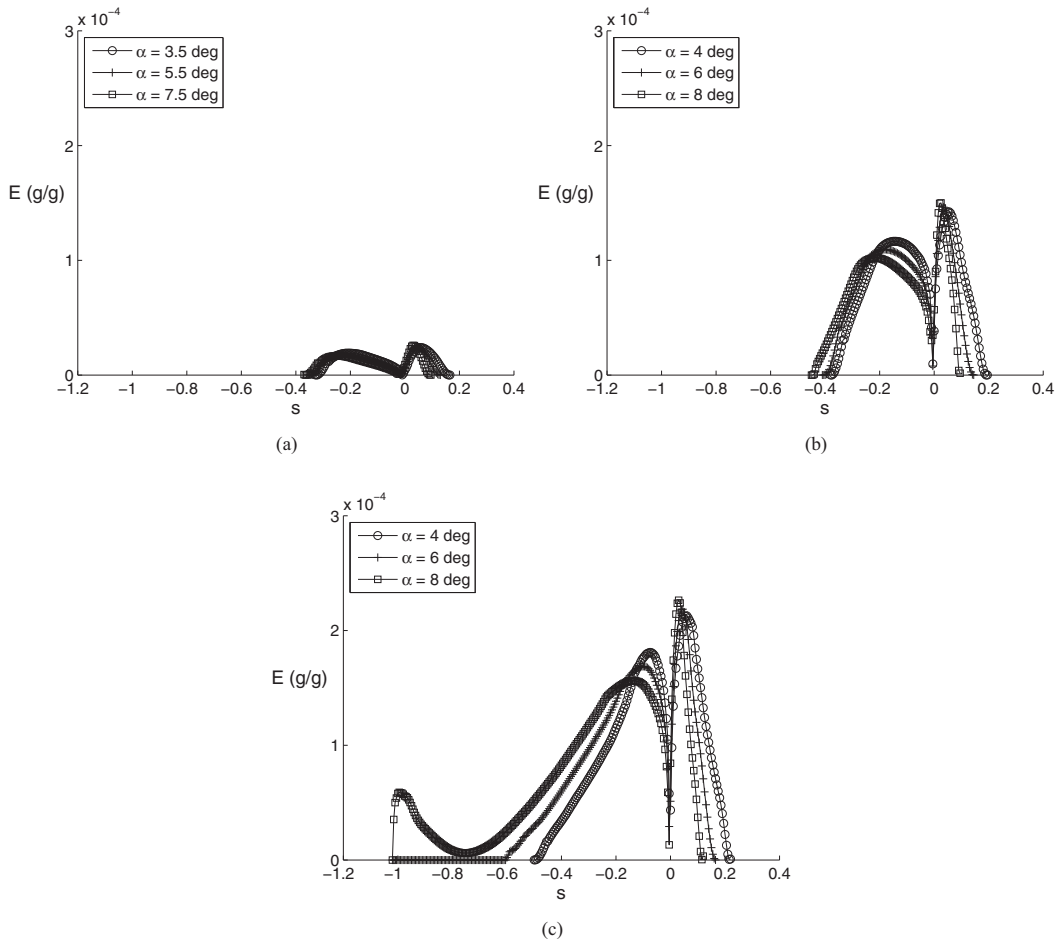 x 10⁻⁴
3
α = 3.5 deg
α = 5.5 deg
α = 7.5 deg
2
E (g/g)
1
0
−1.2 −1 −0.8 −0.6 −0.4 −0.2 0 0.2 0.4
s
(a)
x 10⁻⁴
3
α = 4 deg
α = 6 deg
α = 8 deg
2
E (g/g)
1
0
−1.2 −1 −0.8 −0.6 −0.4 −0.2 0 0.2 0.4
s
(b)
x 10⁻⁴
3
α = 4 deg
α = 6 deg
α = 8 deg
2
E (g/g)
1
0
−1.2 −1 −0.8 −0.6 −0.4 −0.2 0 0.2 0.4
s
(c)